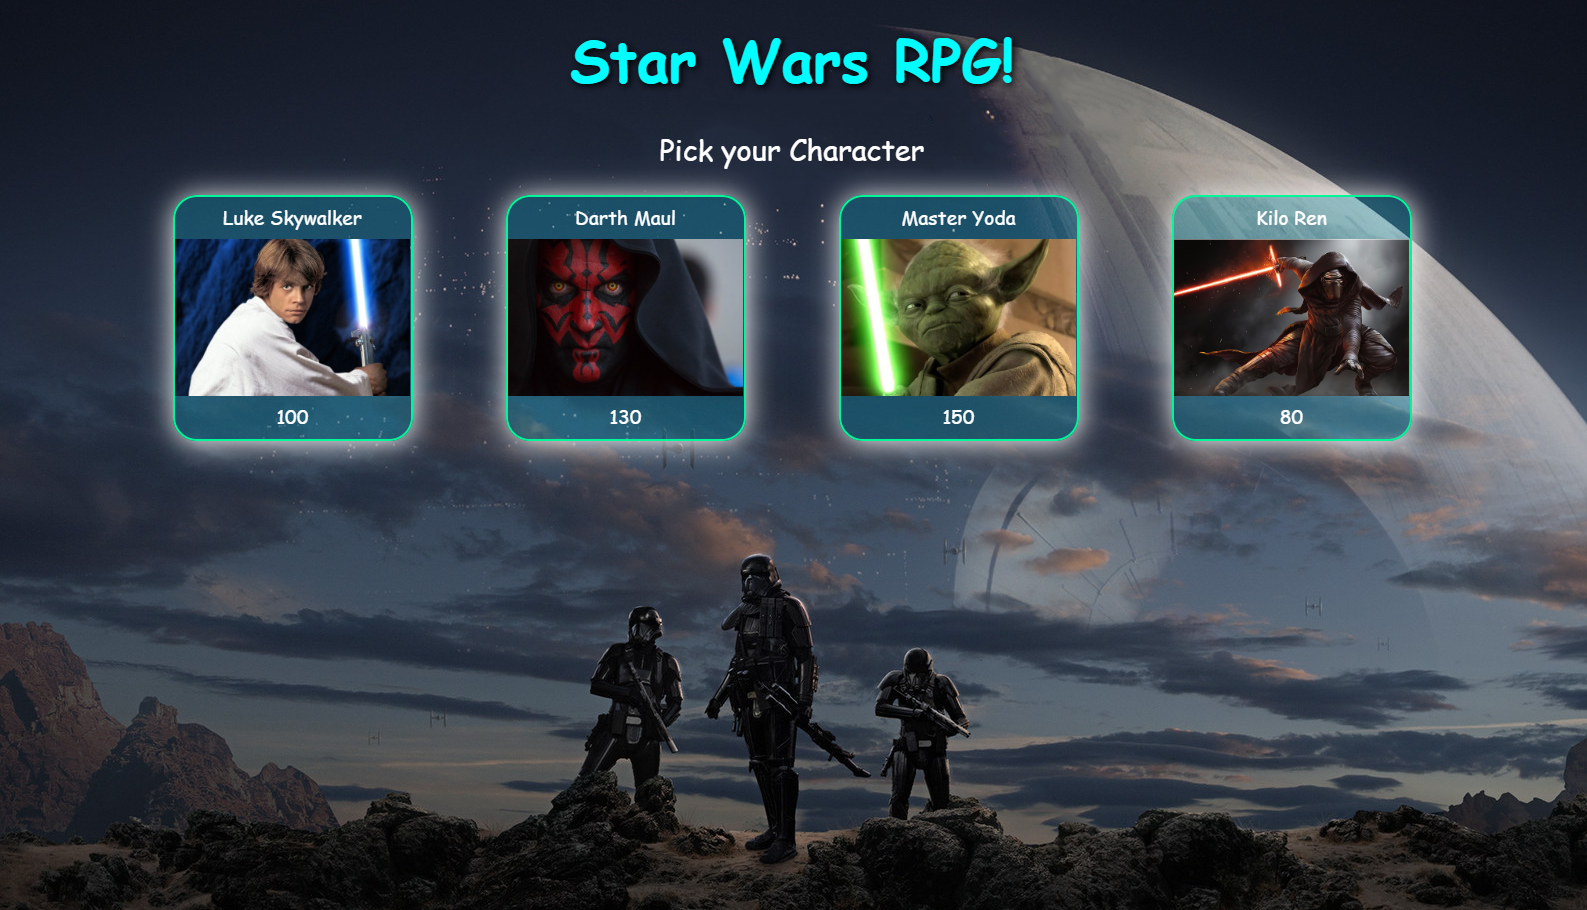 Star Wars RPG!
Pick your Character
Luke Skywalker
Darth Maul
Master Yoda
Kilo Ren
100
130
150
80